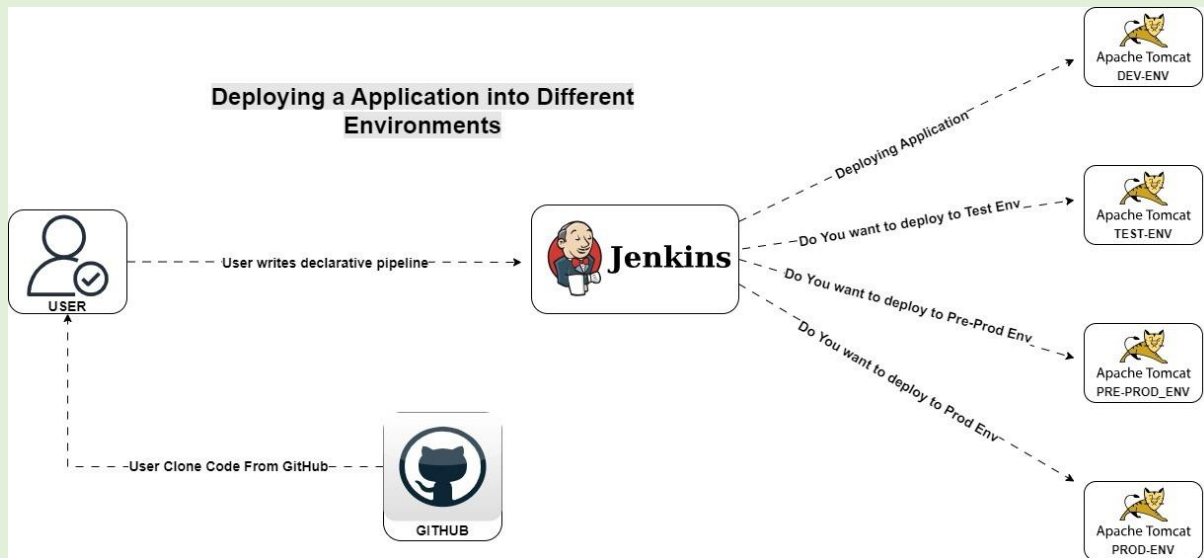 Deploying a Application into Different
Environments
Apache Tomcat
DEV-ENV
Deploying Application
Apache Tomcat
TEST-ENV
Do You want to deploy to Test Env
USER
User writes declarative pipeline
Jenkins
Do You want to deploy to Pre-Prod Env
Apache Tomcat
PRE-PROD_ENV
Do You want to deploy to Prod Env
User Clone Code From GitHub
GITHUB
Apache Tomcat
PROD-ENV